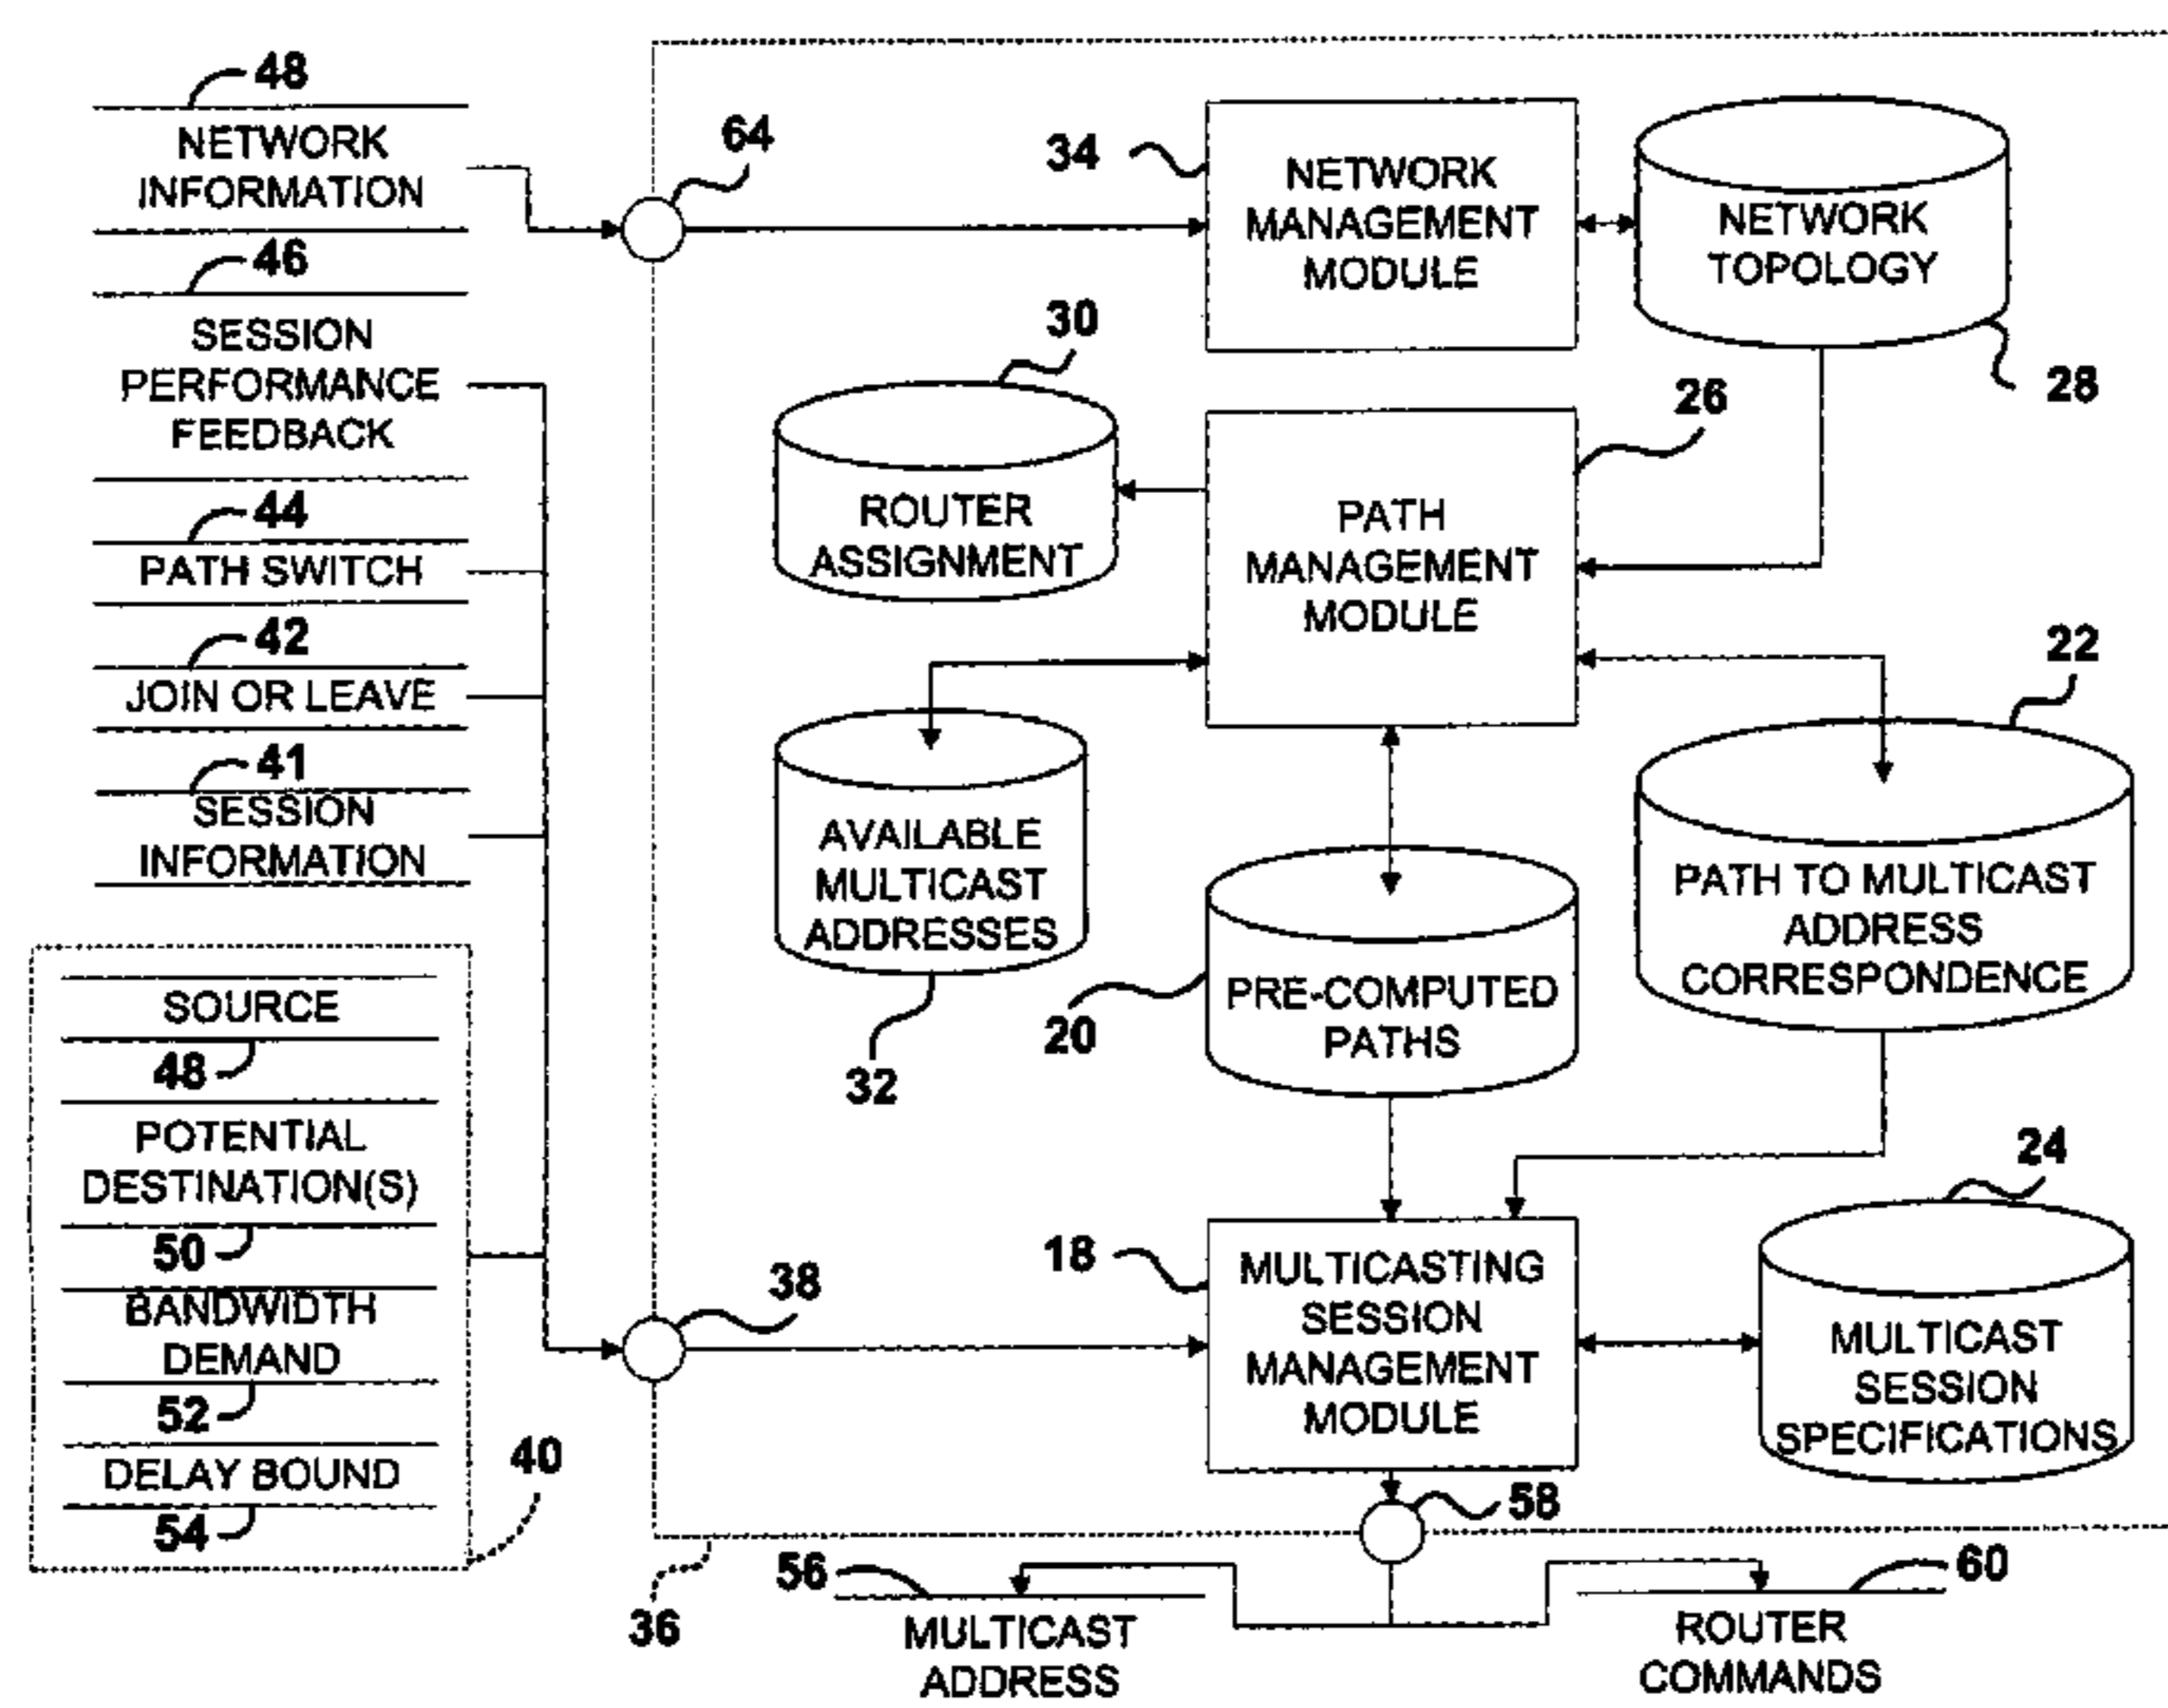 48
NETWORK
INFORMATION
46
SESSION
PERFORMANCE
FEEDBACK
44
PATH SWITCH
42
JOIN OR LEAVE
41
SESSION
INFORMATION
SOURCE
48
POTENTIAL
DESTINATION(S)
50
BANDWIDTH
DEMAND
52
DELAY BOUND
54
40
36
64
38
34
NETWORK
MANAGEMENT
MODULE
NETWORK
TOPOLOGY
28
30
ROUTER
ASSIGNMENT
26
PATH
MANAGEMENT
MODULE
22
AVAILABLE
MULTICAST
ADDRESSES
32
20
PRE-COMPUTED
PATHS
PATH TO MULTICAST
ADDRESS
CORRESPONDENCE
18
MULTICASTING
SESSION
MANAGEMENT
MODULE
24
MULTICAST
SESSION
SPECIFICATIONS
58
56
MULTICAST
ADDRESS
60
ROUTER
COMMANDS